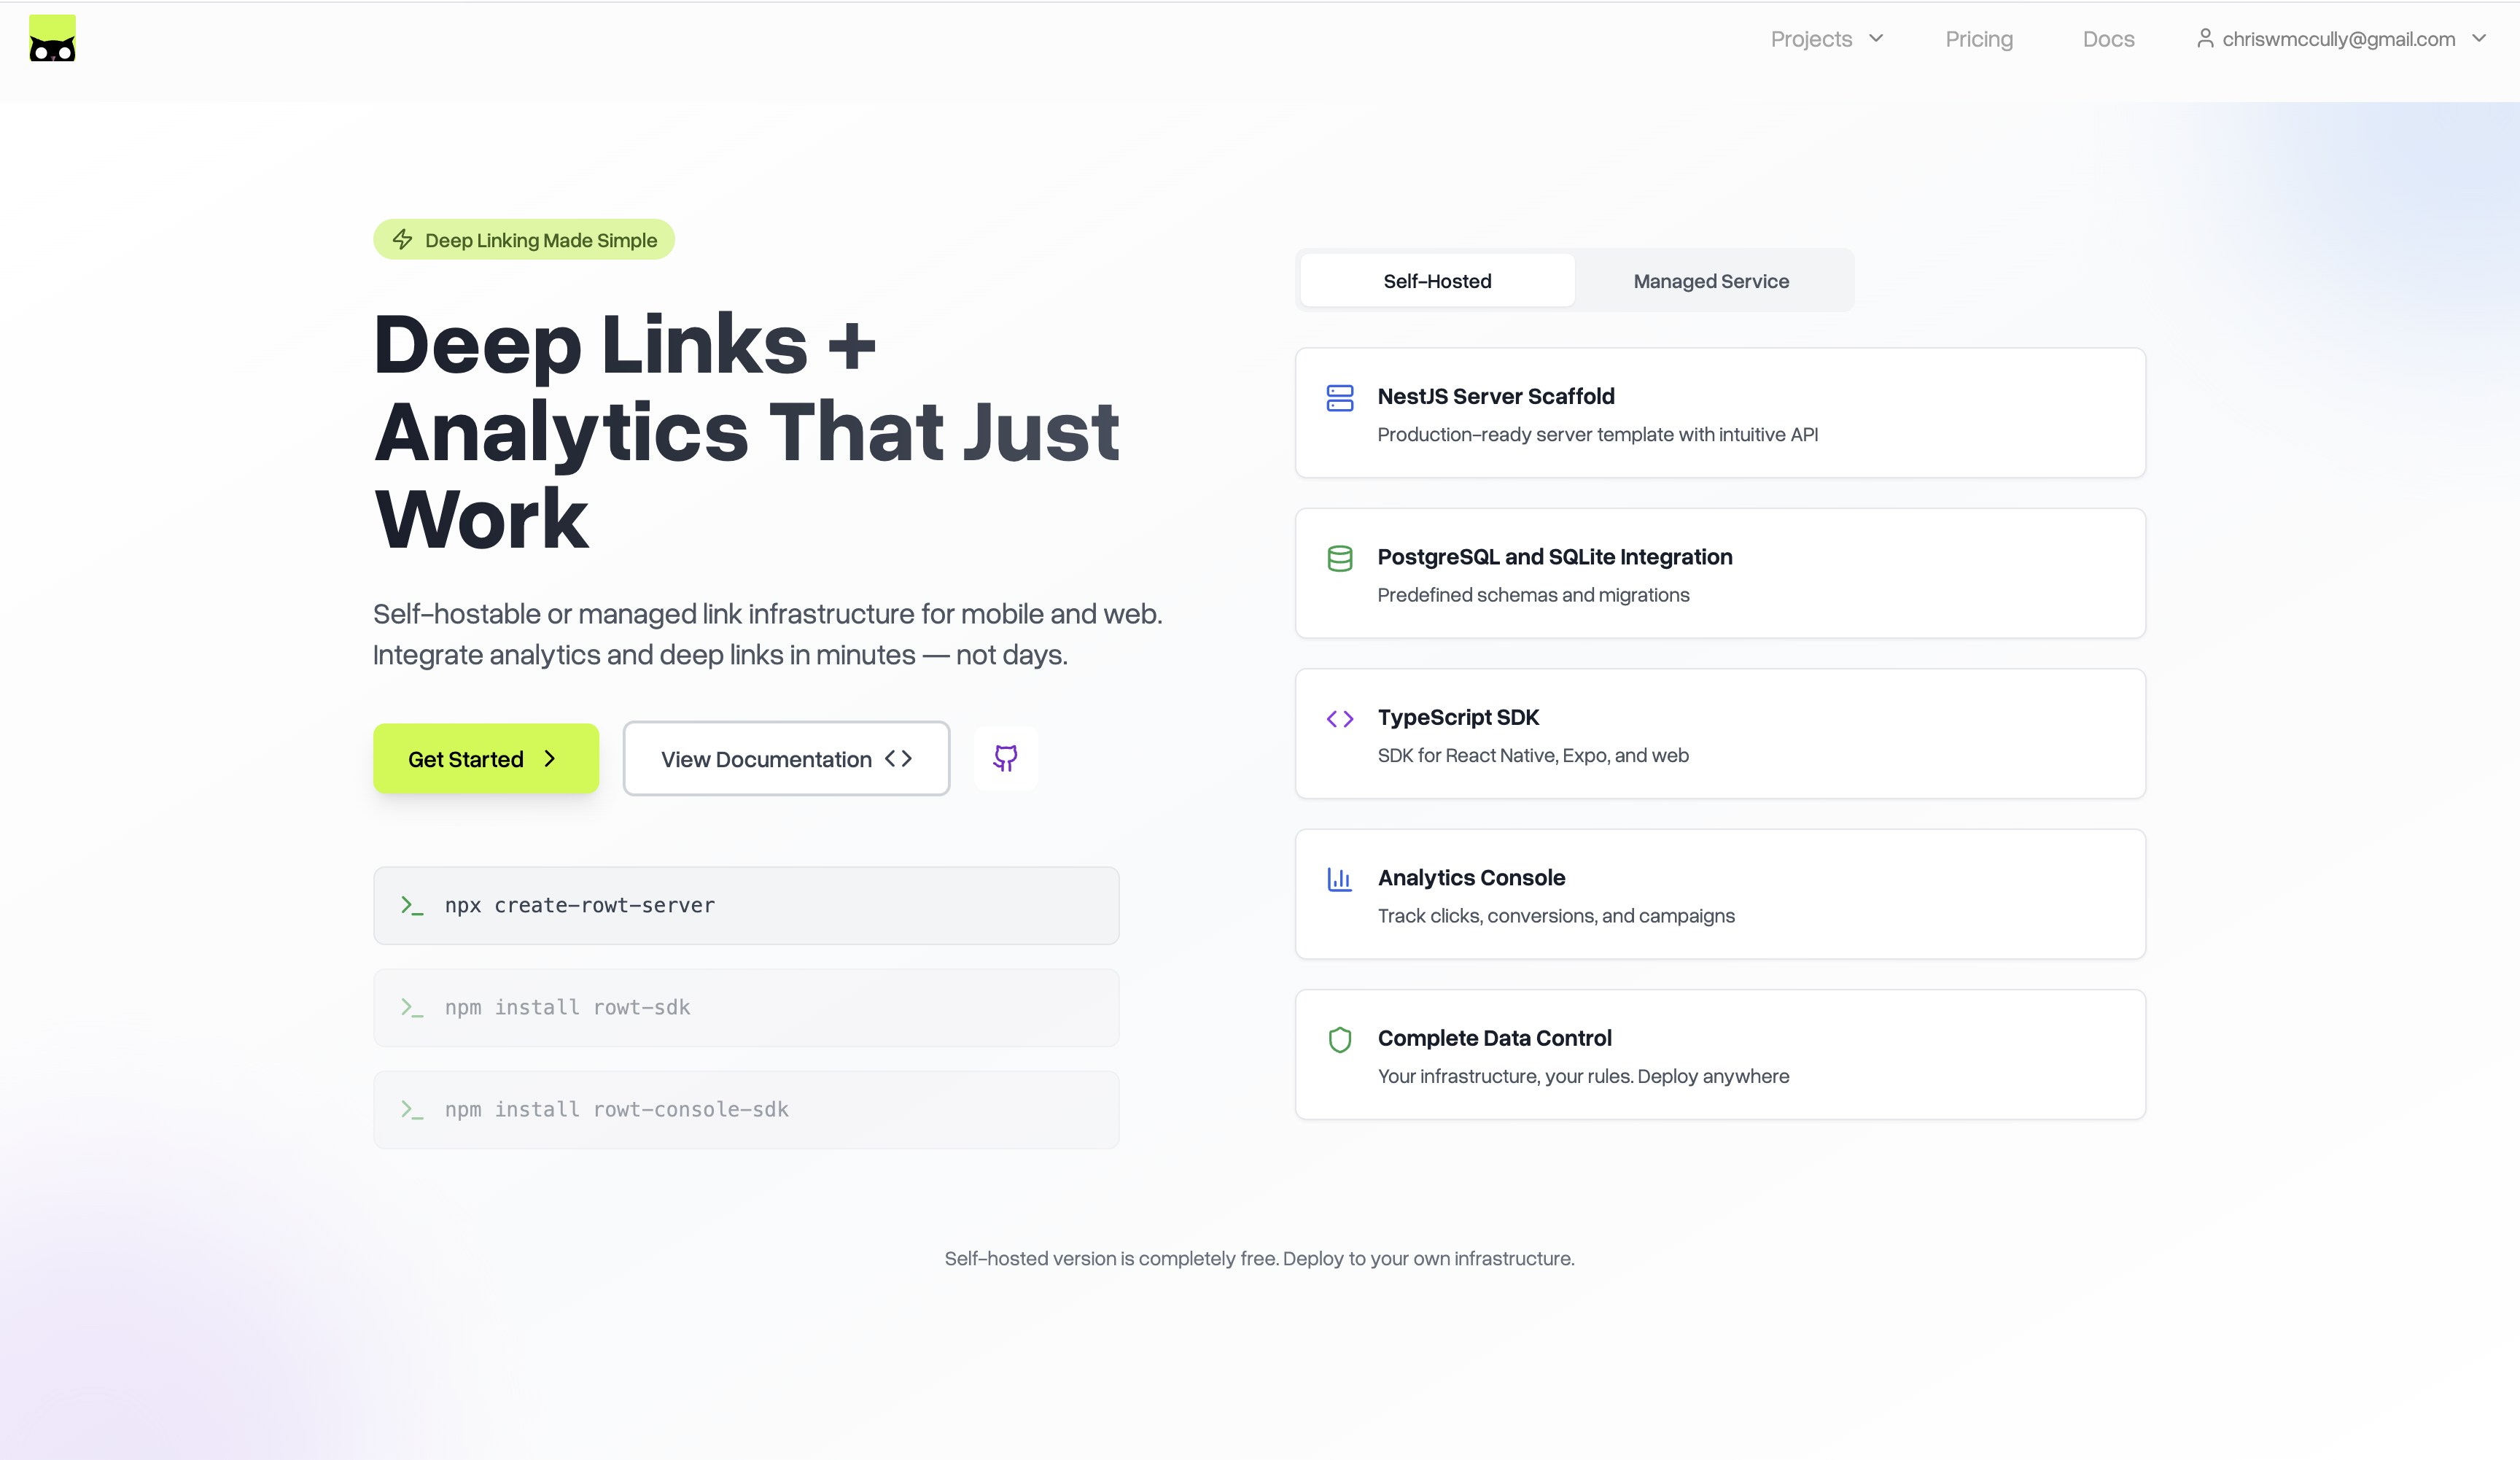 Projects
Pricing
Docs
chriswmccully@gmail.com
Deep Linking Made Simple
Deep Links +
Analytics That Just
Work
Self-hostable or managed link infrastructure for mobile and web.
Integrate analytics and deep links in minutes — not days.
Get Started
View Documentation
npx create-rowt-server
npm install rowt-sdk
npm install rowt-console-sdk
Self-Hosted
Managed Service
NestJS Server Scaffold
Production-ready server template with intuitive API
PostgreSQL and SQLite Integration
Predefined schemas and migrations
TypeScript SDK
SDK for React Native, Expo, and web
Analytics Console
Track clicks, conversions, and campaigns
Complete Data Control
Your infrastructure, your rules. Deploy anywhere
Self-hosted version is completely free. Deploy to your own infrastructure.